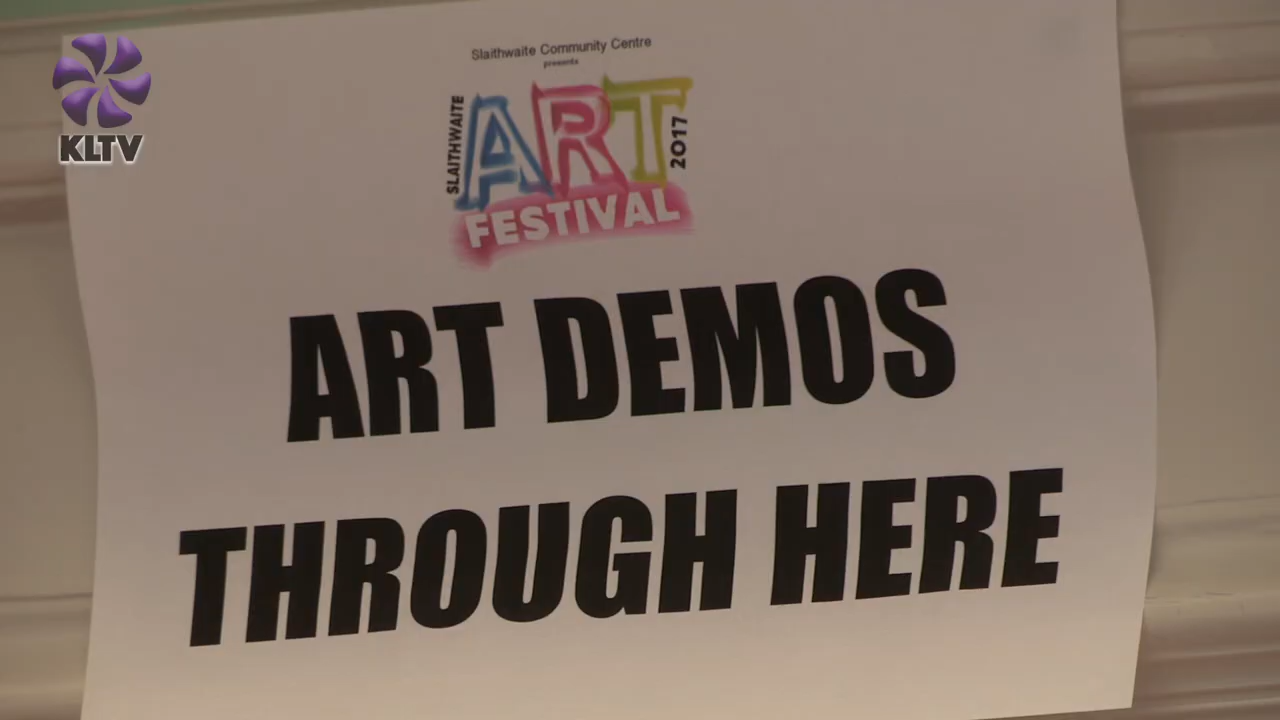 KLTV
Slaithwaite Community Centre
presents
SLAITHWAITE
ART
2017
FESTIVAL
ART DEMOS
THROUGH HERE